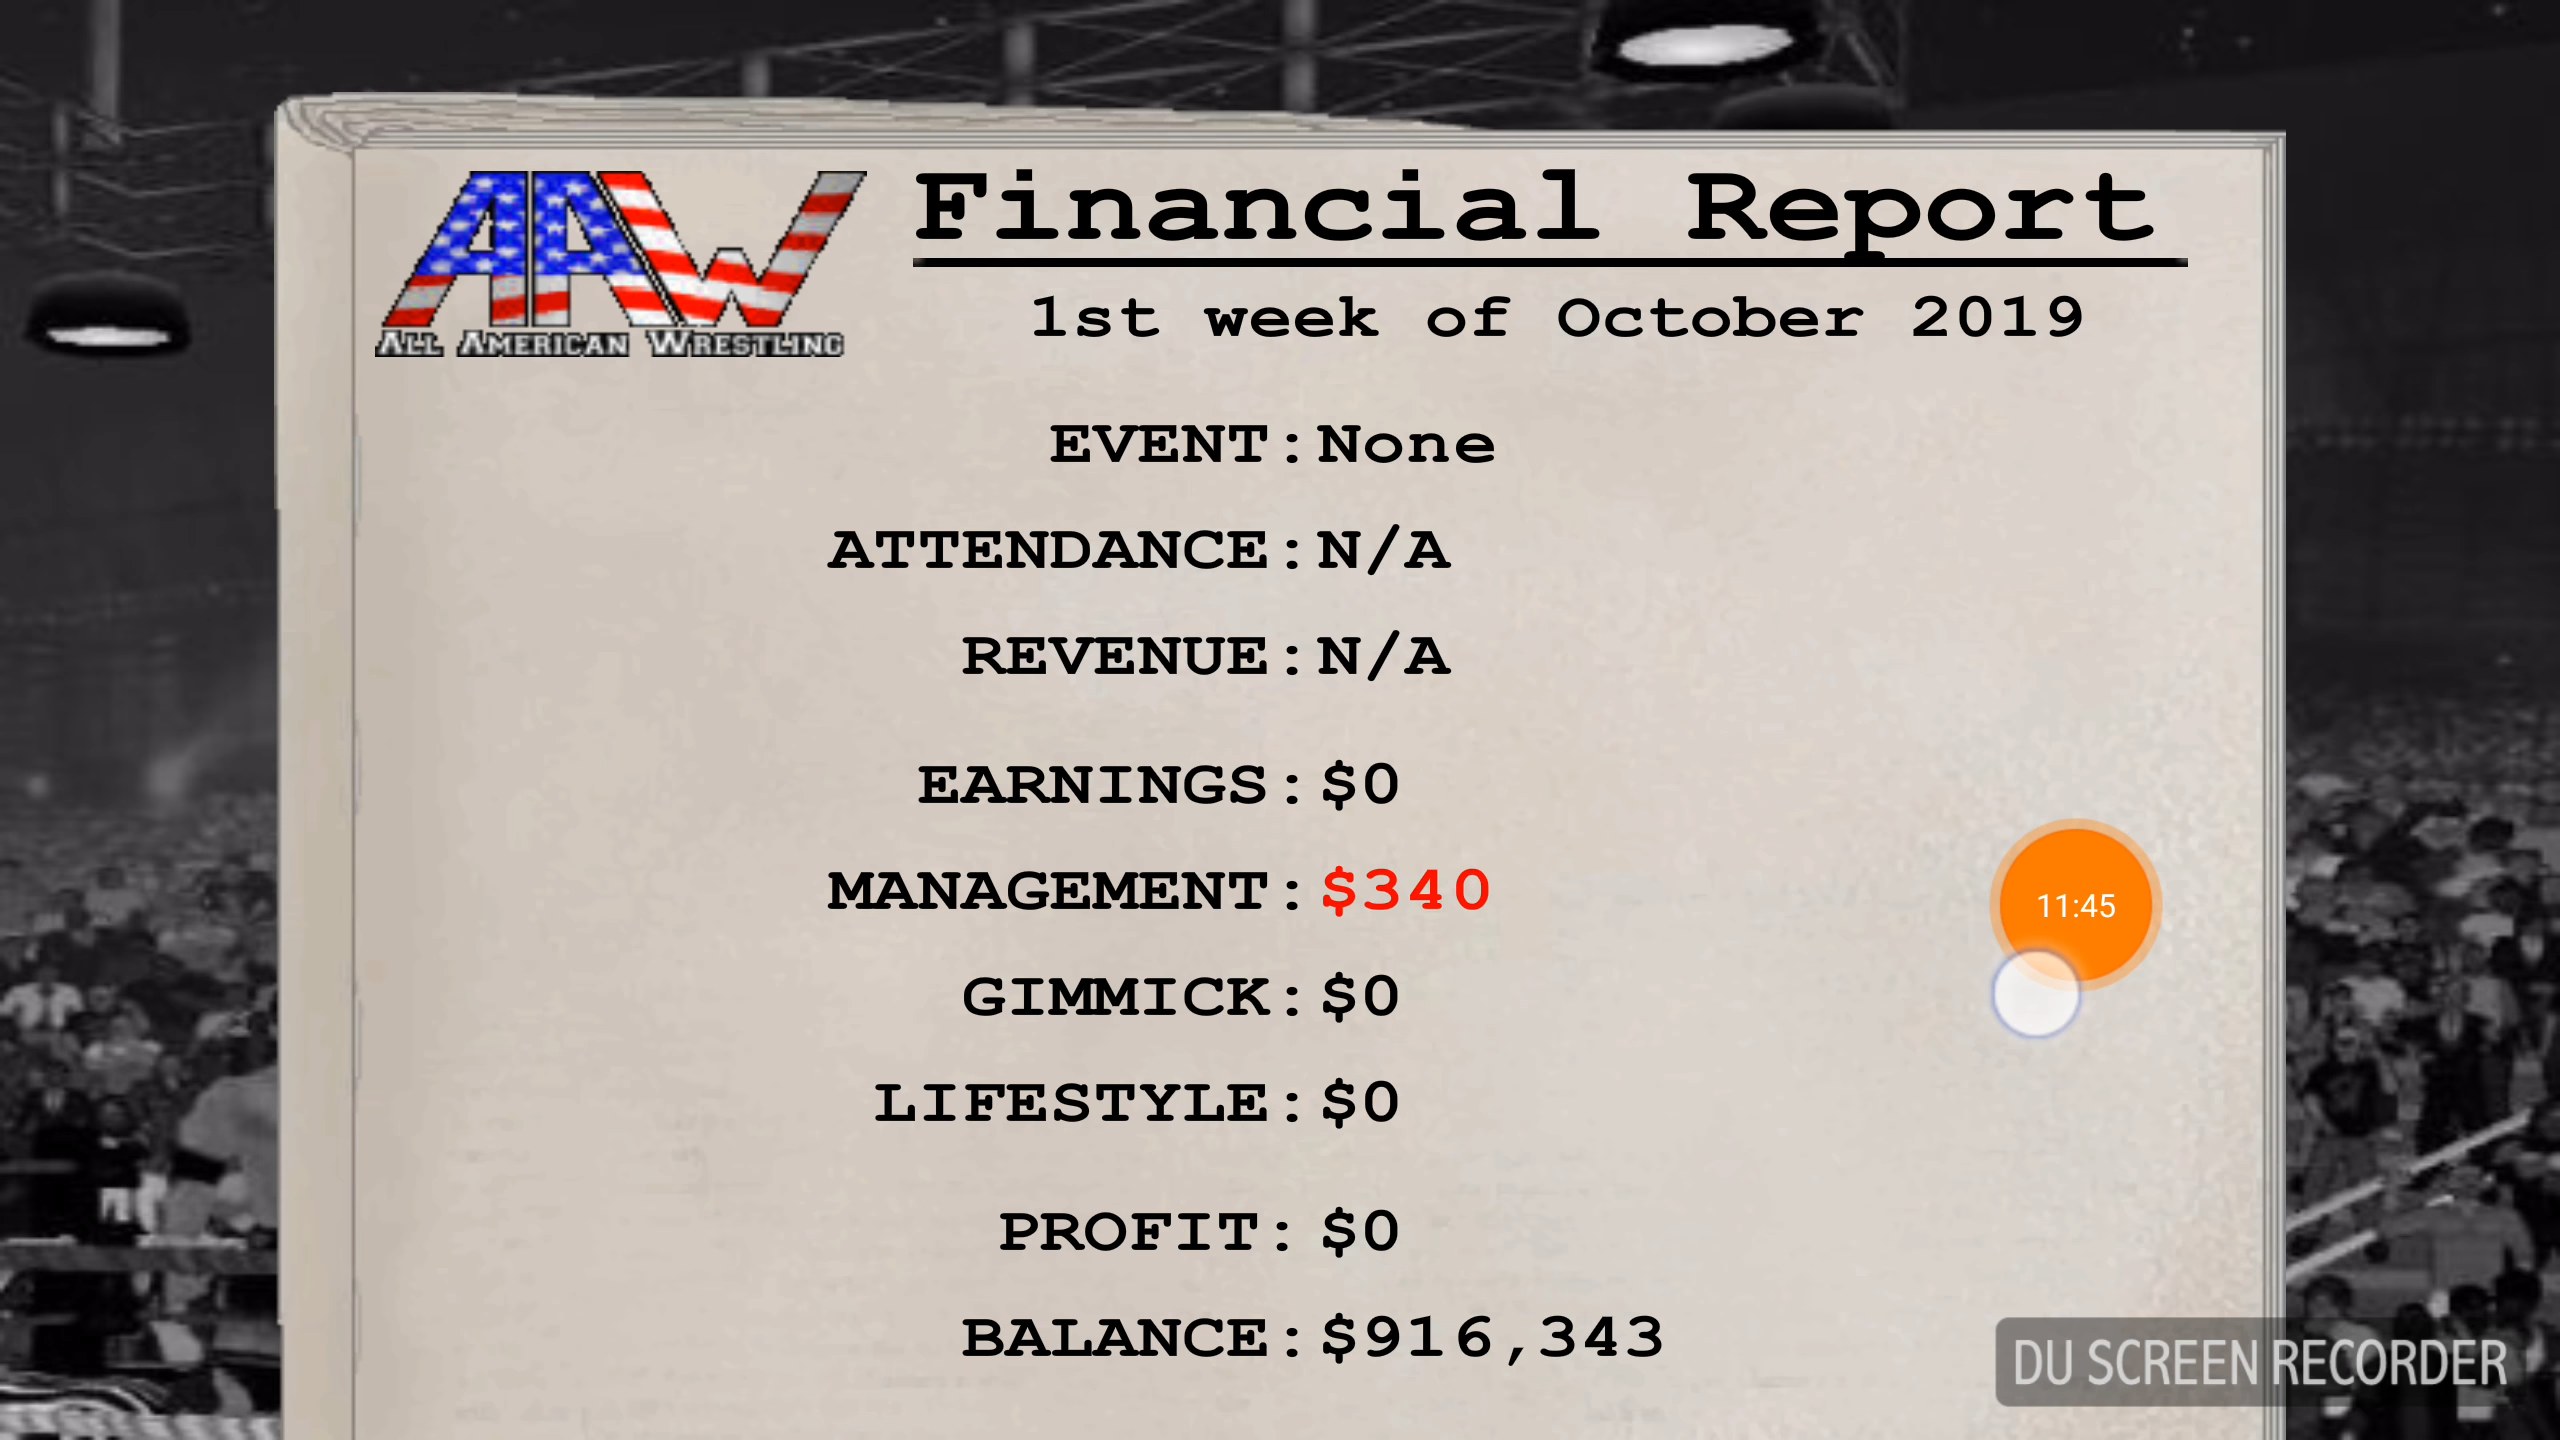 AAW
ALL AMERICAN WRESTLING
Financial Report
1st week of October 2019
EVENT: None
ATTENDANCE: N/A
REVENUE: N/A
EARNINGS: $0
MANAGEMENT: $340
GIMMICK: $0
LIFESTYLE: $0
PROFIT: $0
BALANCE: $916,343
11:45
DU SCREEN RECORDER